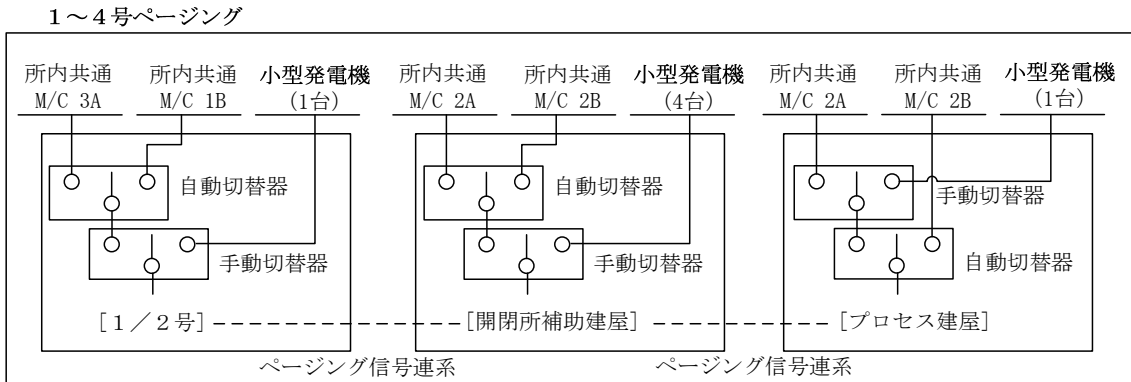 1～4号ページング
所内共通 所内共通 小型発電機 所内共通 所内共通 小型発電機 所内共通 所内共通 小型発電機
M/C 3A M/C 1B (1台) M/C 2A M/C 2B (4台) M/C 2A M/C 2B (1台)
自動切替器 自動切替器 手動切替器
手動切替器 手動切替器 自動切替器
[1／2号] [開閉所補助建屋] [プロセス建屋]
ページング信号連系 ページング信号連系